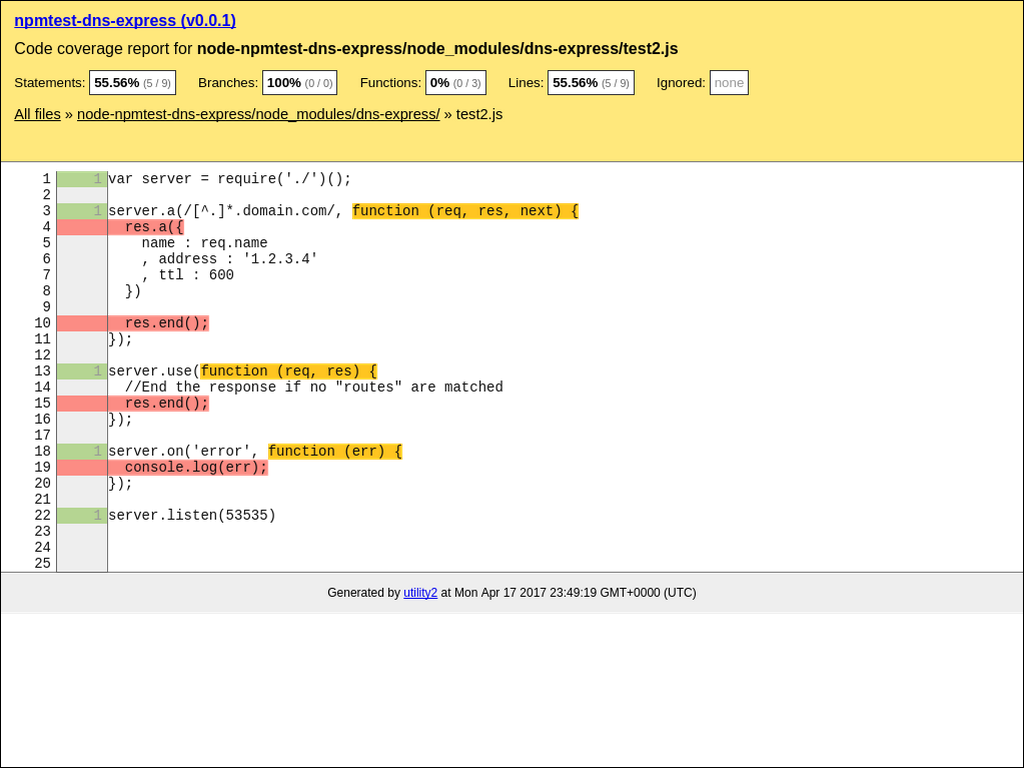 npmtest-dns-express (v0.0.1)
Code coverage report for node-npmtest-dns-express/node_modules/dns-express/test2.js
Statements: 55.56% (5 / 9) Branches: 100% (0 / 0) Functions: 0% (0 / 3) Lines: 55.56% (5 / 9) Ignored: none
All files » node-npmtest-dns-express/node_modules/dns-express/ » test2.js
1 1 var server = require('./')();
2
3 1 server.a(/[^.]*.domain.com/, function (req, res, next) {
4   res.a({
5     name : req.name
6     , address : '1.2.3.4'
7     , ttl : 600
8   })
9
10   res.end();
11 });
12
13 1 server.use(function (req, res) {
14   //End the response if no "routes" are matched
15   res.end();
16 });
17
18 1 server.on('error', function (err) {
19   console.log(err);
20 });
21
22 1 server.listen(53535)
23
24
25
Generated by utility2 at Mon Apr 17 2017 23:49:19 GMT+0000 (UTC)